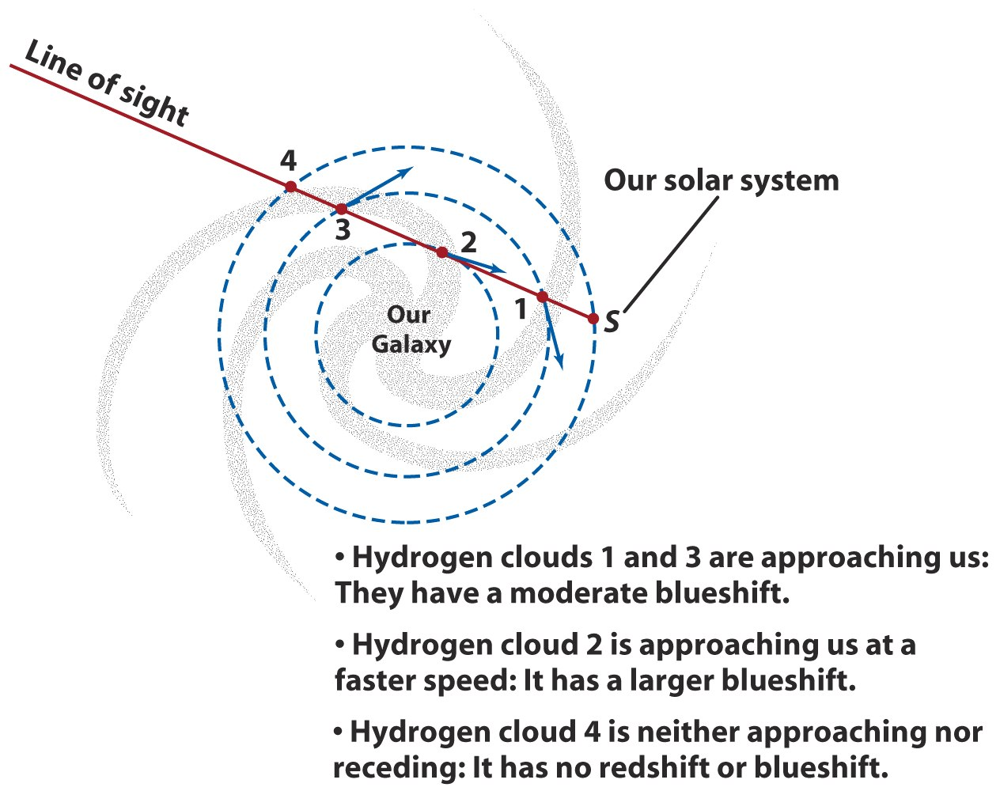 Line of sight
4
Our solar system
3
2
1
S
Our
Galaxy
• Hydrogen clouds 1 and 3 are approaching us:
They have a moderate blueshift.
• Hydrogen cloud 2 is approaching us at a
faster speed: It has a larger blueshift.
• Hydrogen cloud 4 is neither approaching nor
receding: It has no redshift or blueshift.